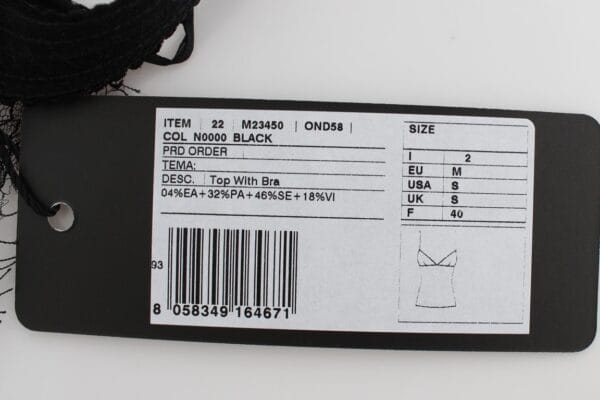 ITEM 22 M23450 | OND58 |
COL N0000 BLACK
PRD ORDER
TEMA:
DESC. Top With Bra
04%EA+32%PA+46%SE+18%VI
93
8 058349 164671
SIZE
I 2
EU M
USA S
UK S
F 40